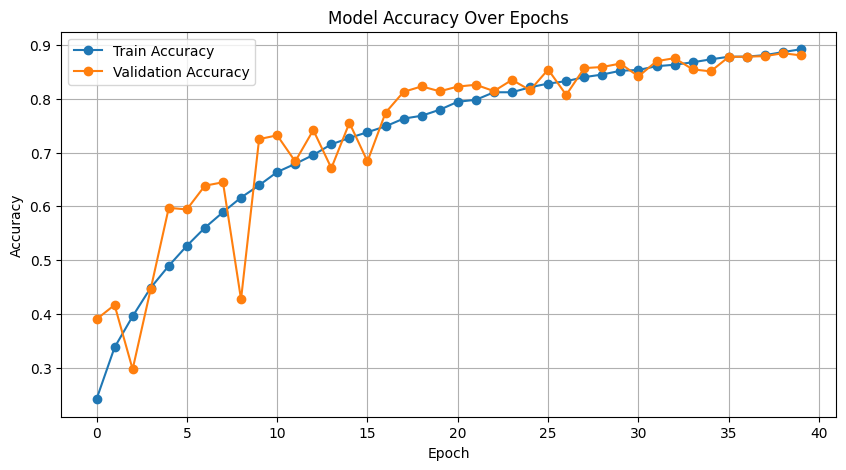 Model Accuracy Over Epochs
Train Accuracy
Validation Accuracy
Accuracy
0.9
0.8
0.7
0.6
0.5
0.4
0.3
0 5 10 15 20 25 30 35 40
Epoch